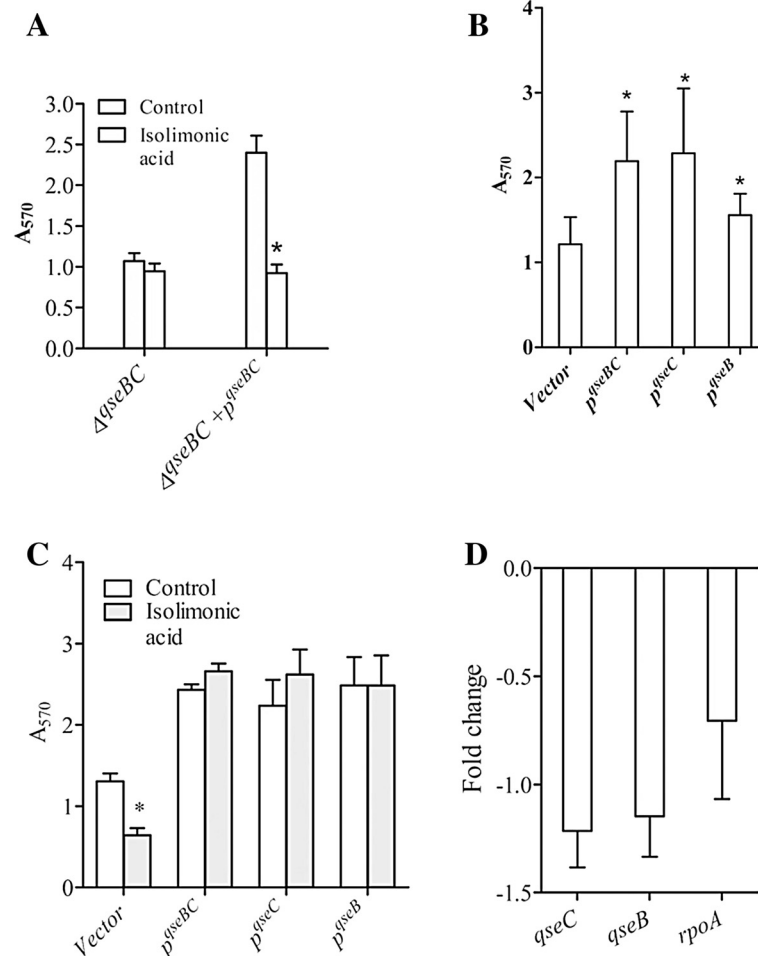 A
3.0
2.5
2.0
1.5
1.0
0.5
0.0
A570
Control
Isolimonic
acid
*
ΔqseBC
ΔqseBC +pqseBC
B
4
3
2
1
0
A570
*
*
*
Vector
pqseBC
pqseC
pqseB
C
4
3
2
1
0
A570
Control
Isolimonic
acid
*
Vector
pqseBC
pqseC
pqseB
D
0.0
-0.5
-1.0
-1.5
Fold change
qseC
qseB
rpoA